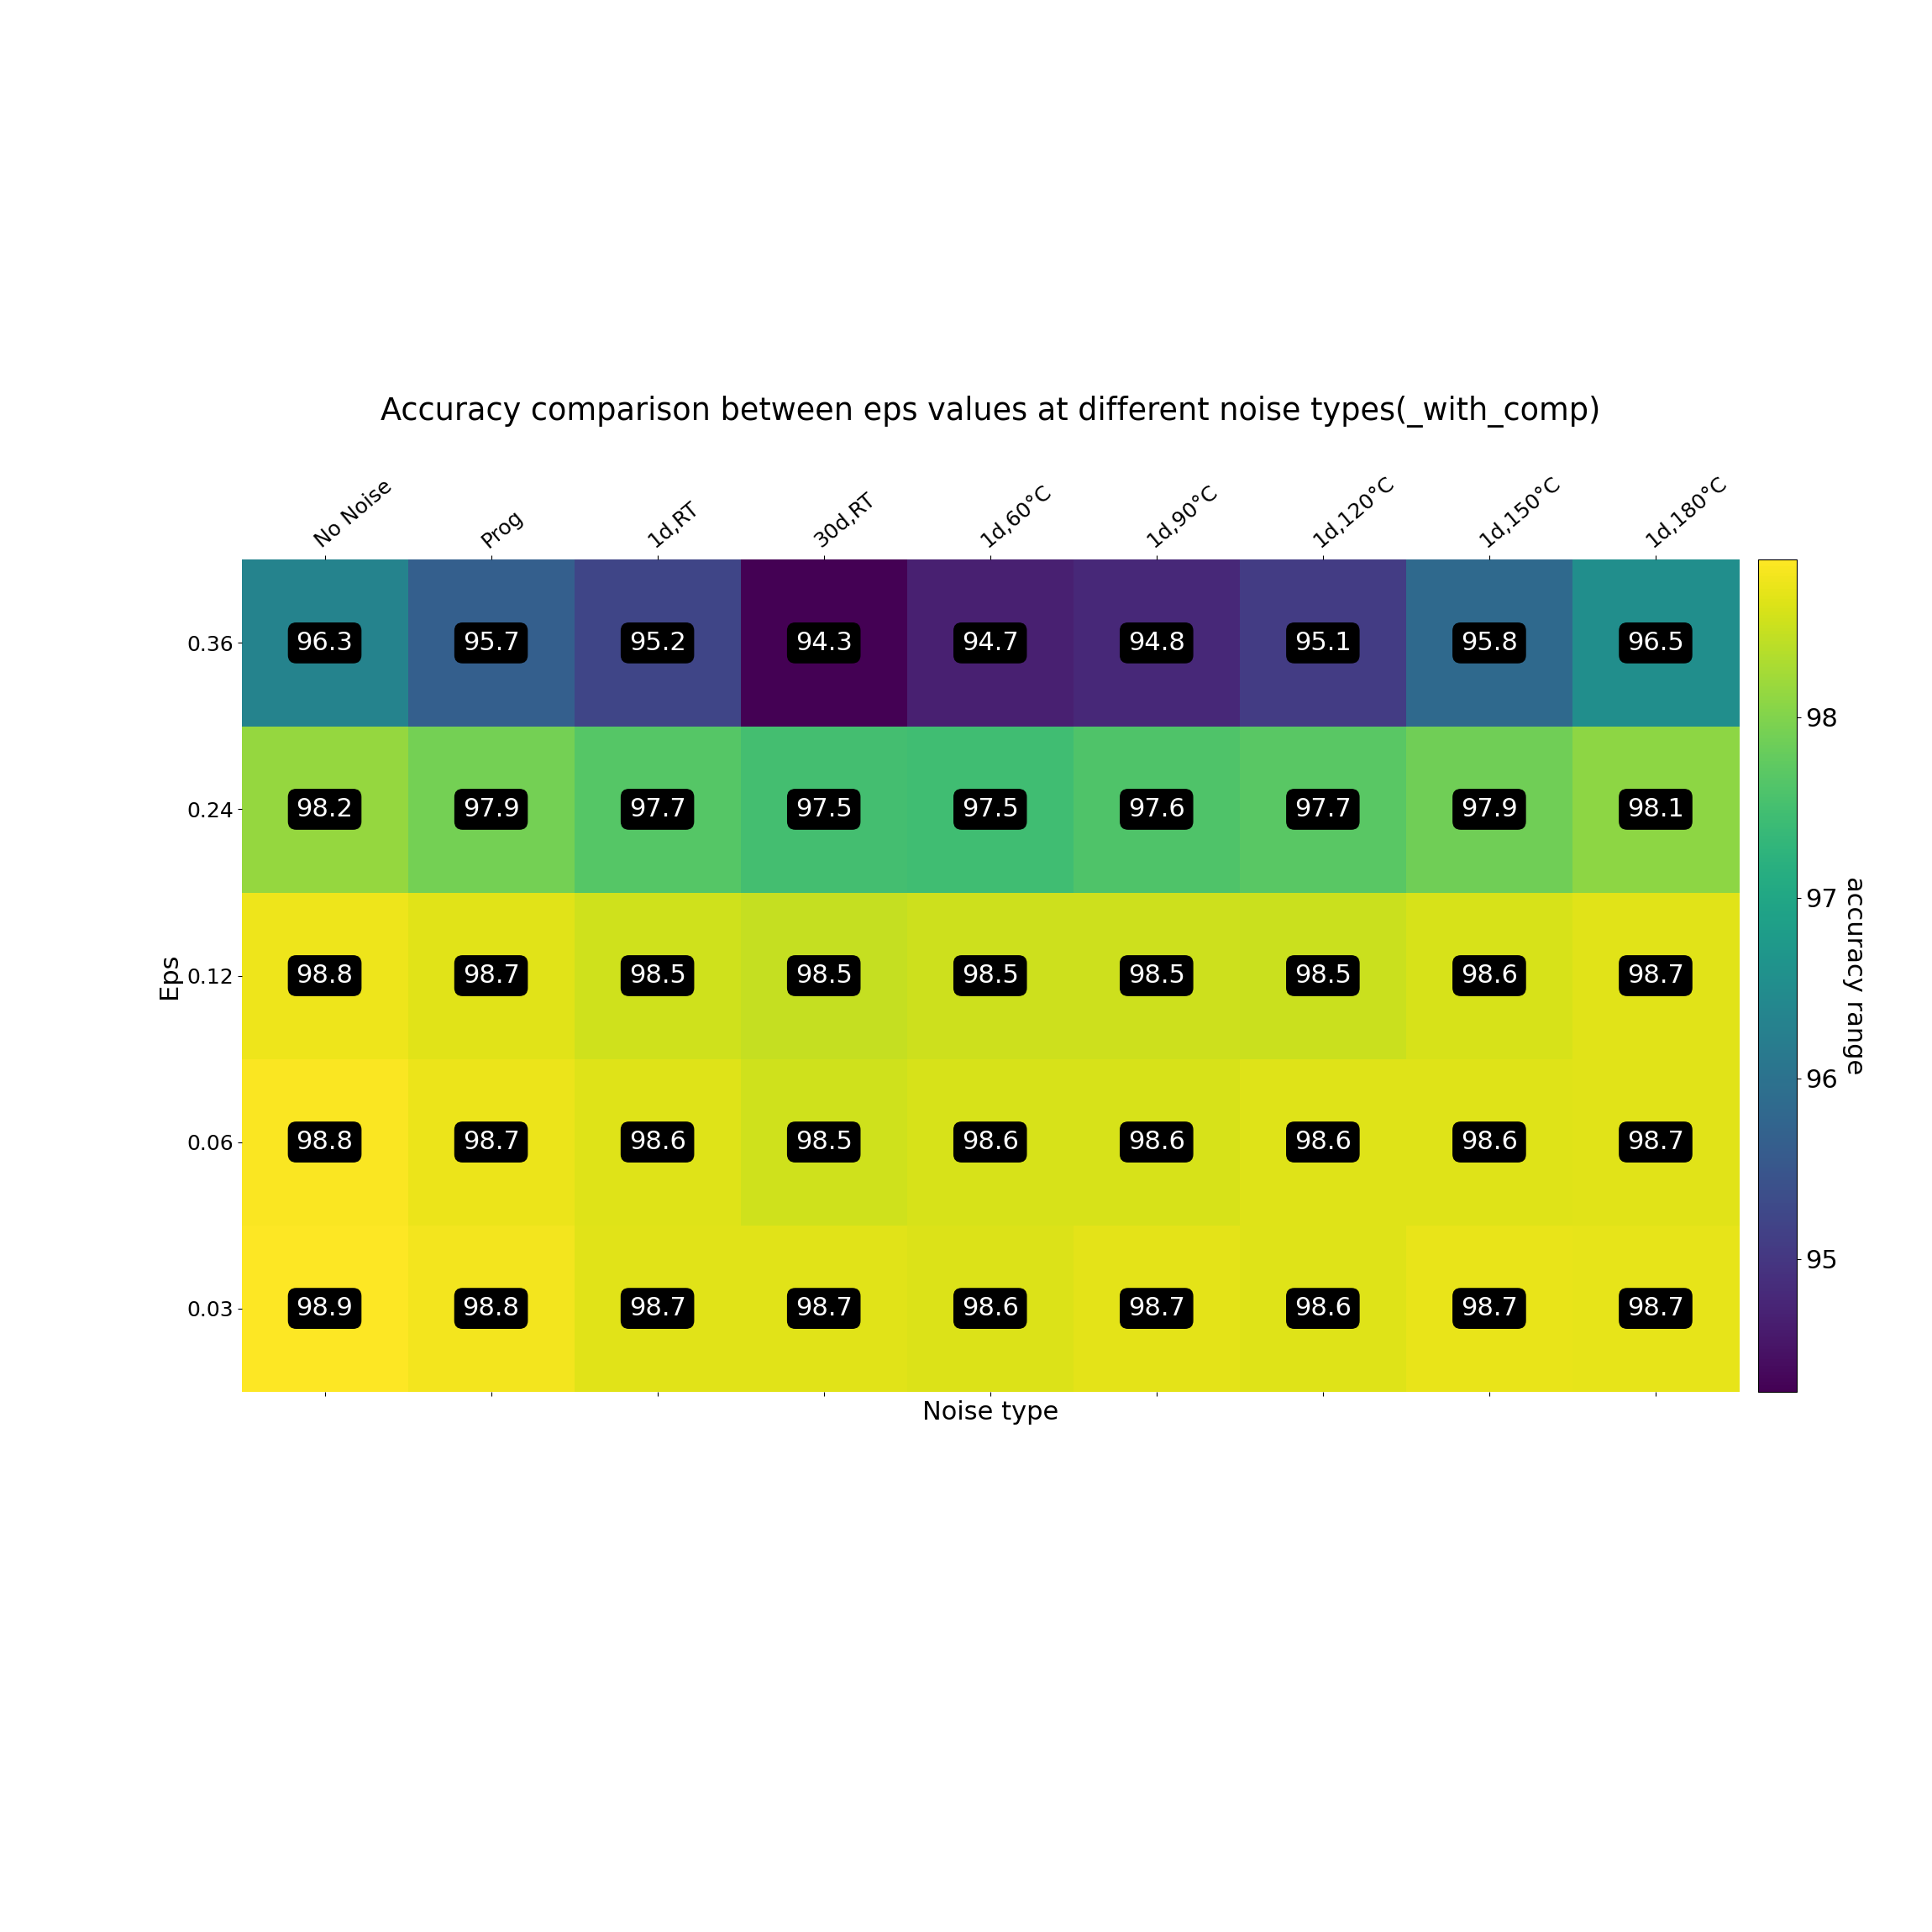 Accuracy comparison between eps values at different noise types(_with_comp)
No Noise
Prog
1d,RT
30d,RT
1d,60°C
1d,90°C
1d,120°C
1d,150°C
1d,180°C
0.36 96.3 95.7 95.2 94.3 94.7 94.8 95.1 95.8 96.5
0.24 98.2 97.9 97.7 97.5 97.5 97.6 97.7 97.9 98.1
0.12 98.8 98.7 98.5 98.5 98.5 98.5 98.5 98.6 98.7
0.06 98.8 98.7 98.6 98.5 98.6 98.6 98.6 98.6 98.7
0.03 98.9 98.8 98.7 98.7 98.6 98.7 98.6 98.7 98.7
Eps
Noise type
98
97
96
95
accuracy range